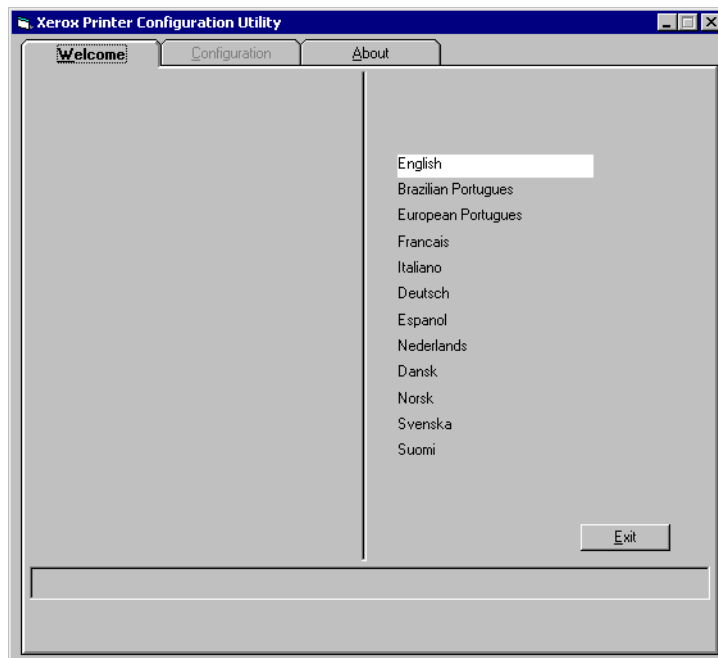 Xerox Printer Configuration Utility
Welcome Configuration About
English
Brazilian Portugues
European Portugues
Francais
Italiano
Deutsch
Espanol
Nederlands
Dansk
Norsk
Svenska
Suomi
Exit